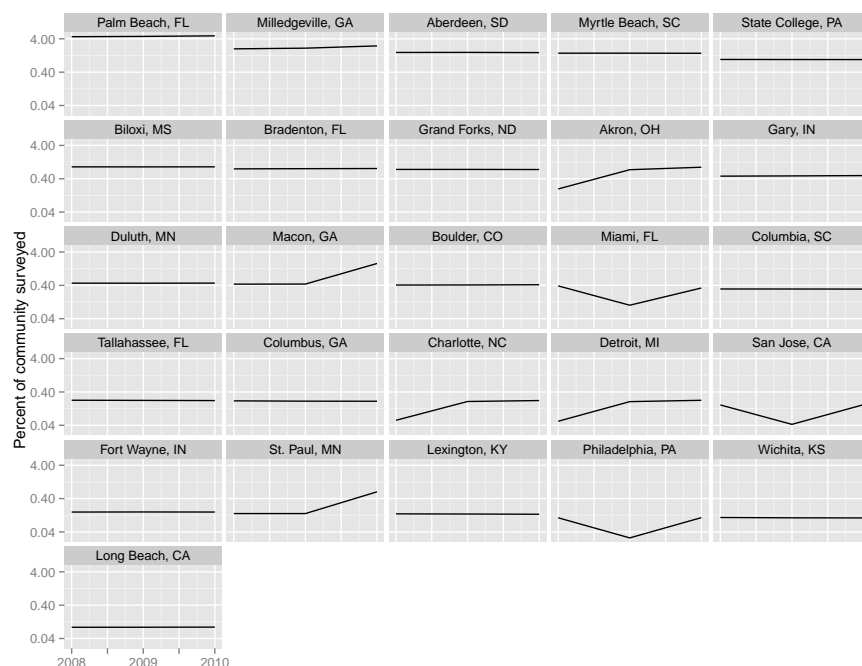 Palm Beach, FL
Milledgeville, GA
Aberdeen, SD
Myrtle Beach, SC
State College, PA
4.00
0.40
0.04
Biloxi, MS
Bradenton, FL
Grand Forks, ND
Akron, OH
Gary, IN
4.00
0.40
0.04
Duluth, MN
Macon, GA
Boulder, CO
Miami, FL
Columbia, SC
4.00
0.40
0.04
Tallahassee, FL
Columbus, GA
Charlotte, NC
Detroit, MI
San Jose, CA
4.00
0.40
0.04
Fort Wayne, IN
St. Paul, MN
Lexington, KY
Philadelphia, PA
Wichita, KS
4.00
0.40
0.04
Long Beach, CA
4.00
0.40
0.04
2008
2009
2010
Percent of community surveyed